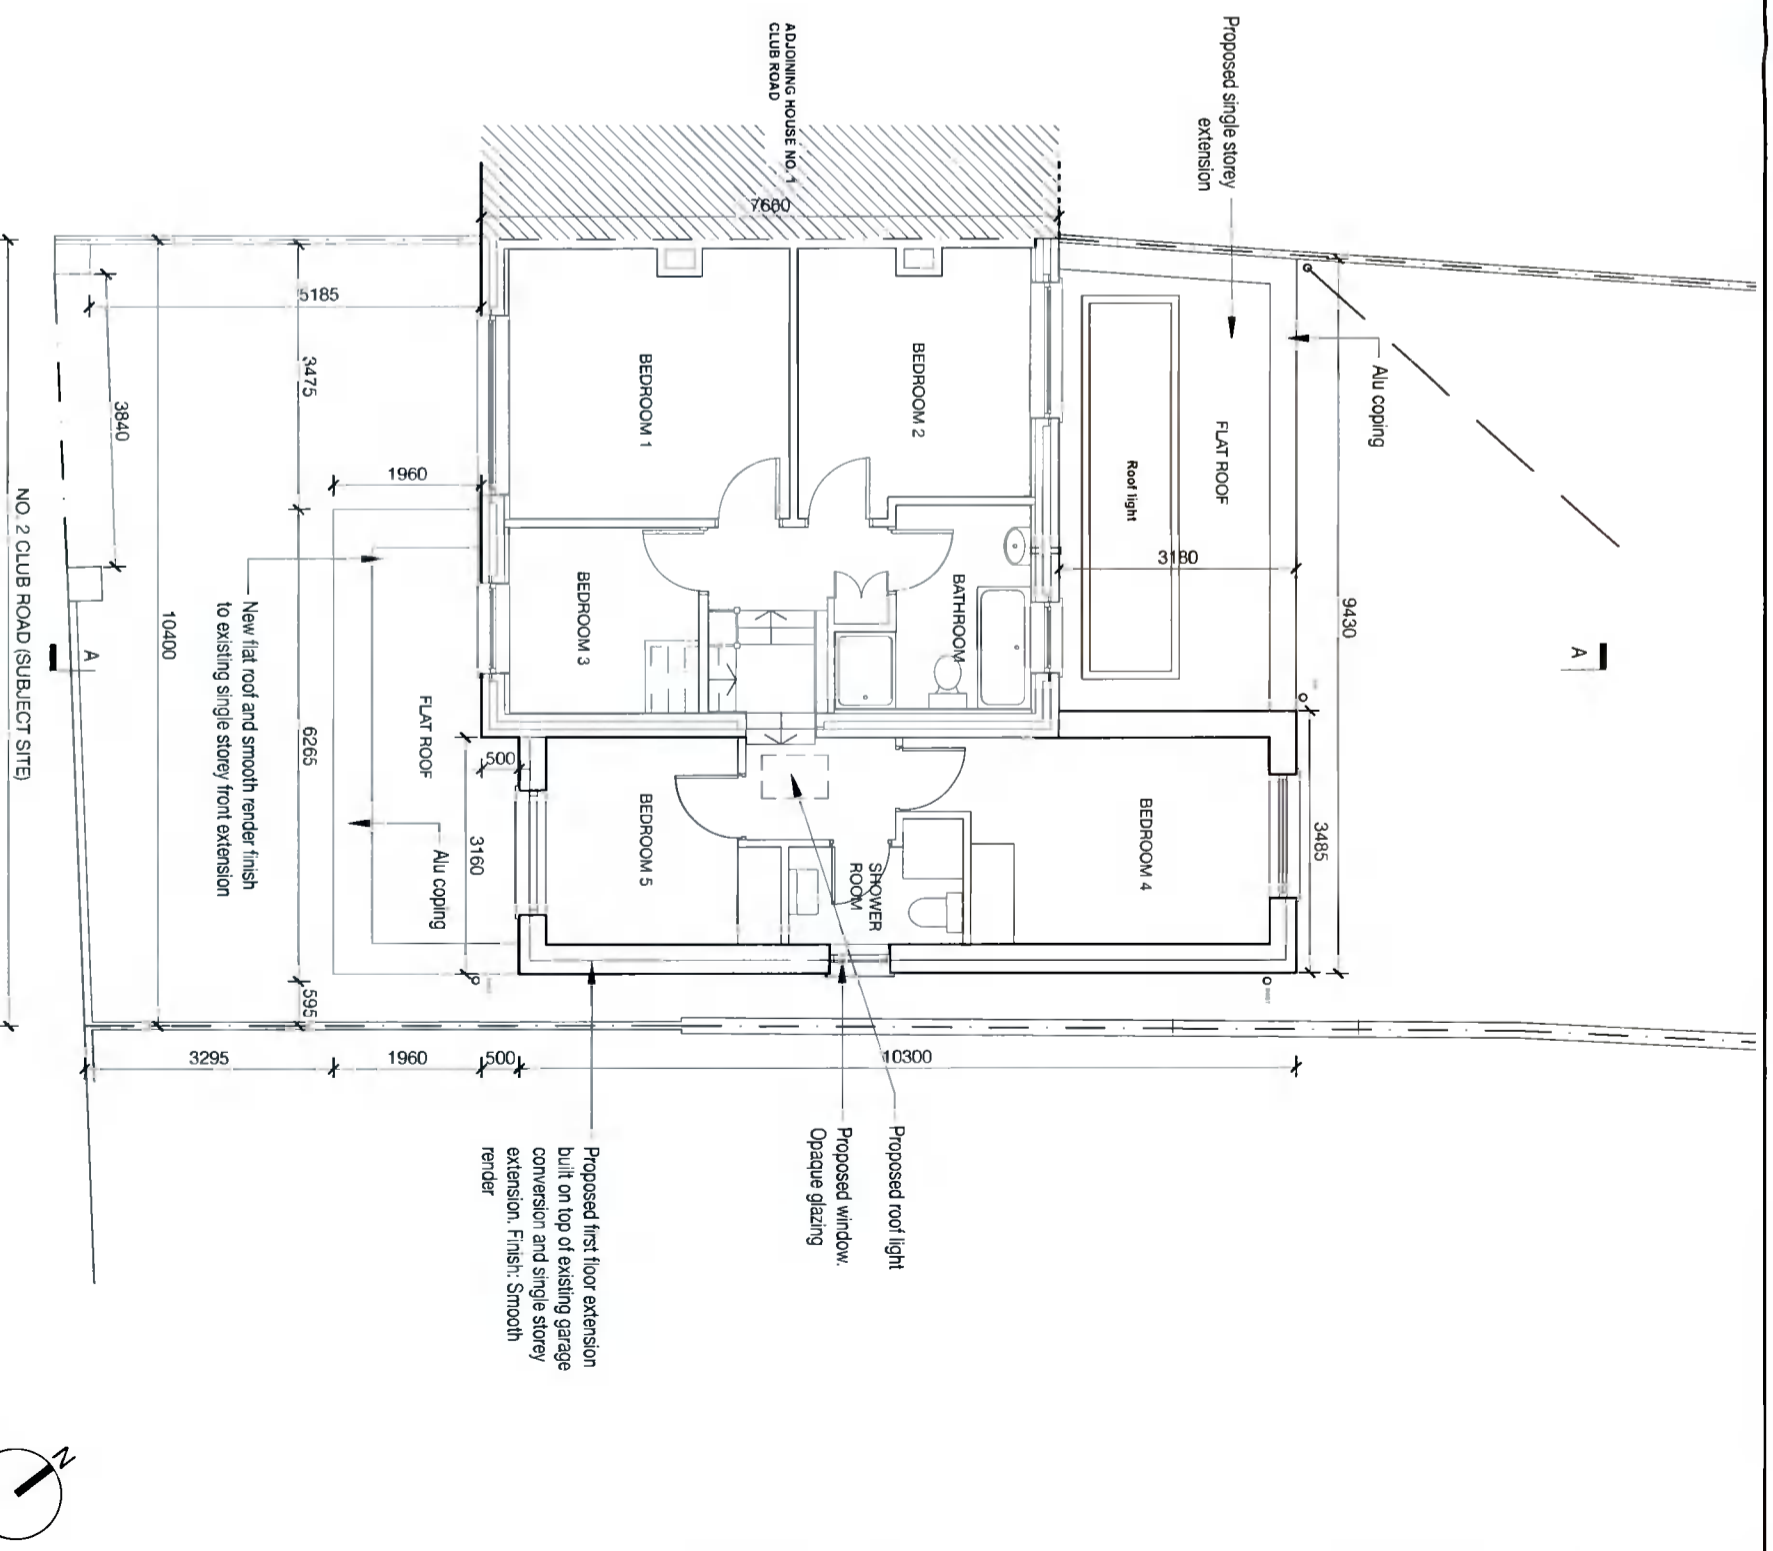 Proposed single storey
extension
ADJOINING HOUSE NO. 1
CLUB ROAD
7660
Alu coping
FLAT ROOF
Roof light
3180
9430
A
3485
BEDROOM 1
BEDROOM 2
BEDROOM 3
BATHROOM
BEDROOM 4
BEDROOM 5
SHOWER
ROOM
5185
3475
3840
1960
10400
6265
595
500
3160
FLAT ROOF
Alu coping
New flat roof and smooth render finish
to existing single storey front extension
A
NO. 2 CLUB ROAD (SUBJECT SITE)
3295
1960
500
10300
Proposed roof light
Proposed window.
Opaque glazing
Proposed first floor extension
built on top of existing garage
conversion and single storey
extension. Finish: Smooth
render
N